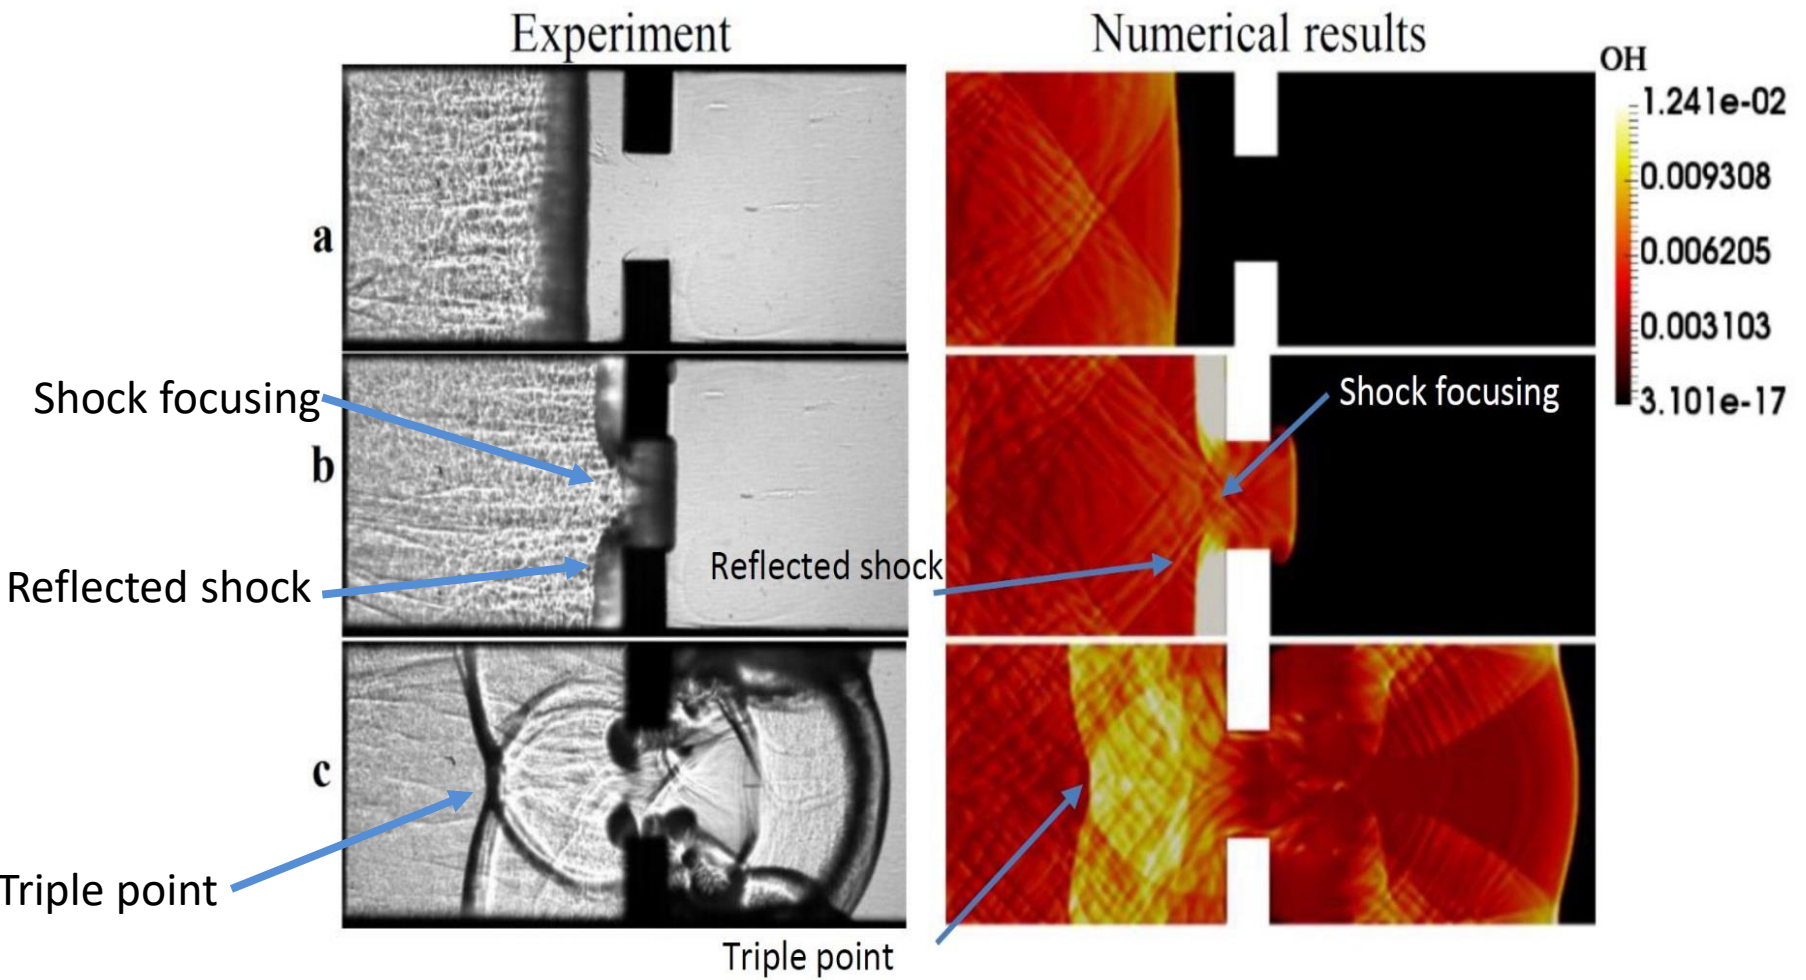 Experiment
Numerical results
OH
1.241e-02
0.009308
0.006205
0.003103
3.101e-17
a
Shock focusing
Shock focusing
b
Reflected shock
Reflected shock
c
Triple point
Triple point